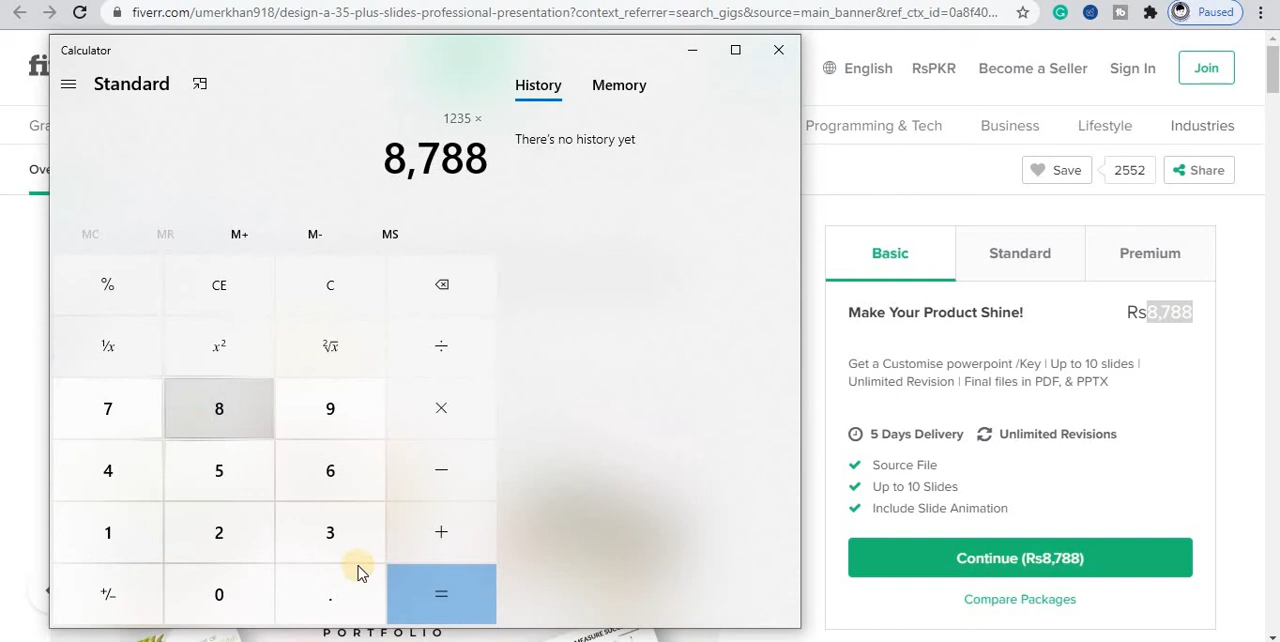 fiverr.com/umerkhan918/design-a-35-plus-slides-professional-presentation?context_referrer=search_gigs&source=main_banner&ref_ctx_id=0a8f40...
Paused
Calculator
Standard
History
Memory
1235 ×
8,788
There's no history yet
MC MR M+ M- MS
% CE C
¹/x x² ²√x ÷
7 8 9 ×
4 5 6 −
1 2 3 +
+/− 0 . =
fi
English RsPKR Become a Seller Sign In Join
Gra
Programming & Tech Business Lifestyle Industries
Ove
Save 2552 Share
Basic Standard Premium
Make Your Product Shine! Rs8,788
Get a Customise powerpoint /Key | Up to 10 slides |
Unlimited Revision | Final files in PDF, & PPTX
5 Days Delivery Unlimited Revisions
Source File
Up to 10 Slides
Include Slide Animation
Continue (Rs8,788)
Compare Packages
PORTFOLIO